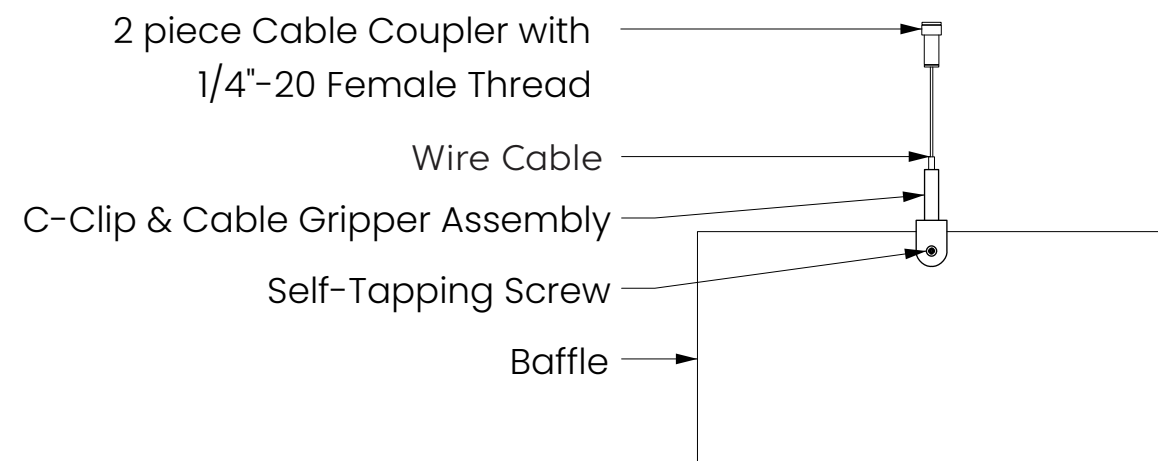 2 piece Cable Coupler with
1/4"-20 Female Thread
Wire Cable
C-Clip & Cable Gripper Assembly
Self-Tapping Screw
Baffle